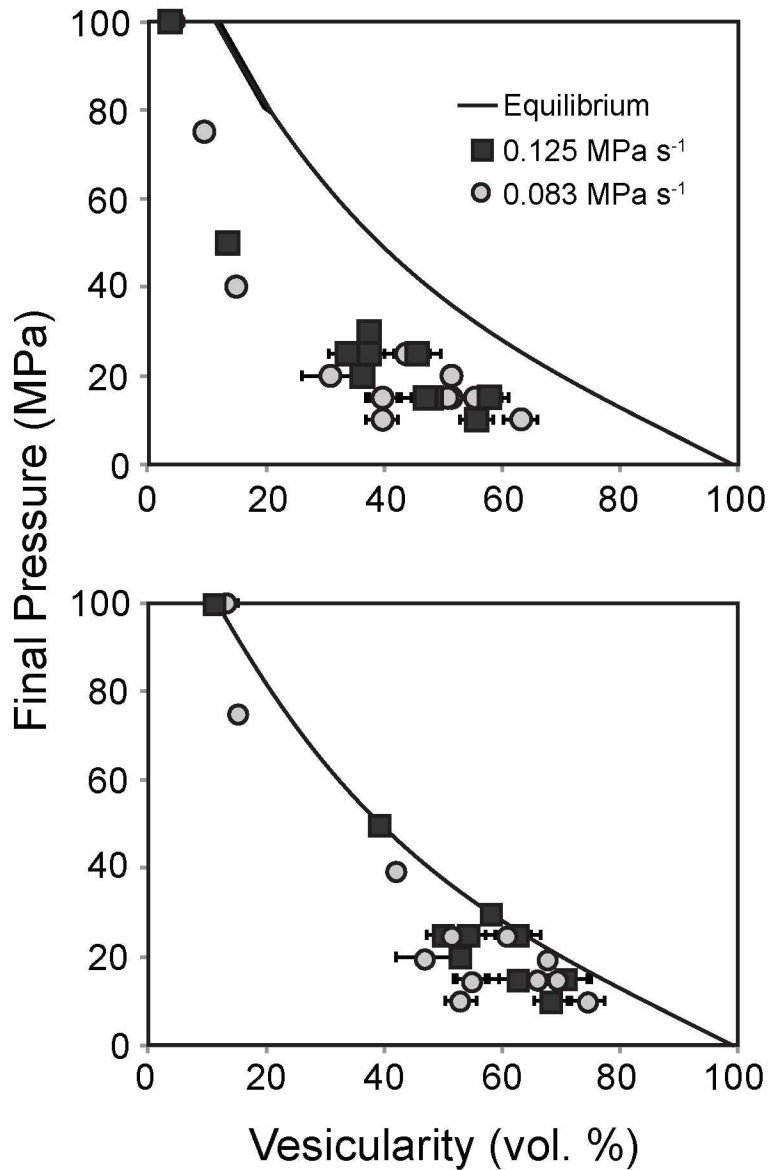 100
80
60
40
20
0
Equilibrium
0.125 MPa s-1
0.083 MPa s-1
0 20 40 60 80 100
Final Pressure (MPa)
100
80
60
40
20
0
0 20 40 60 80 100
Vesicularity (vol. %)